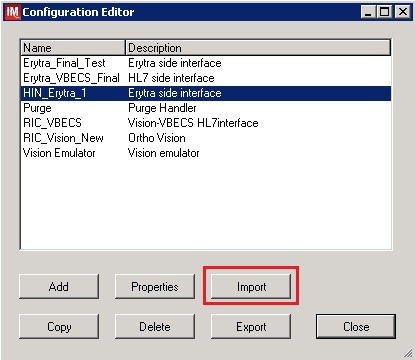 IM Configuration Editor
Name Description
Erytra_Final_Test Erytra side interface
Erytra_VBECS_Final HL7 side interface
HIN_Erytra_1 Erytra side interface
Purge Purge Handler
RIC_VBECS Vision-VBECS HL7interface
RIC_Vision_New Ortho Vision
Vision Emulator Vision emulator
Add Properties Import
Copy Delete Export Close